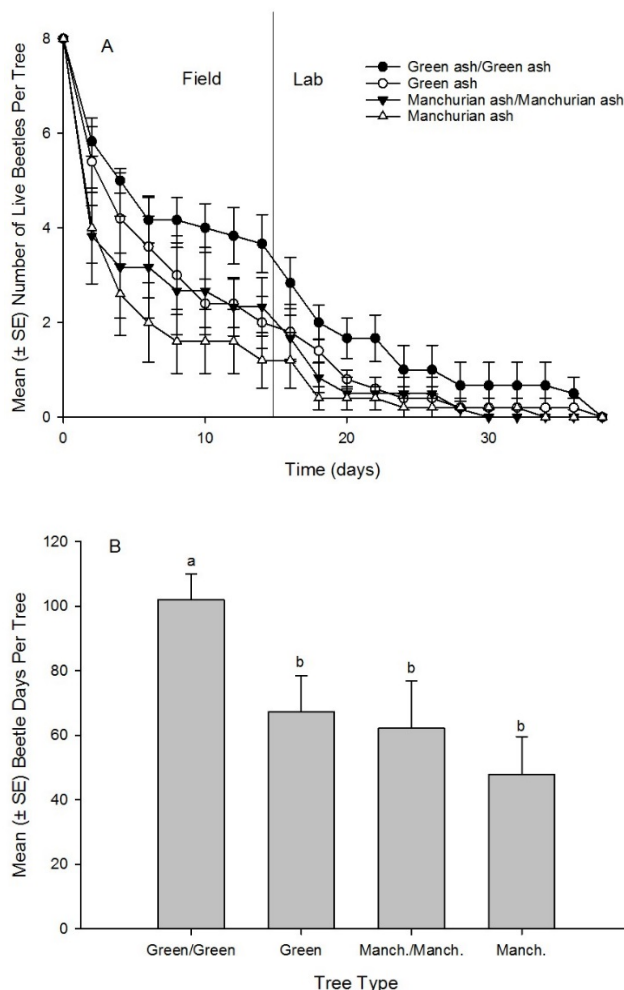 A
Field
Lab
Green ash/Green ash
Green ash
Manchurian ash/Manchurian ash
Manchurian ash
Mean (± SE) Number of Live Beetles Per Tree
8
6
4
2
0
0 10 20 30
Time (days)
B
Mean (± SE) Beetle Days Per Tree
120
100
80
60
40
20
0
a
b
b
b
Green/Green Green Manch./Manch. Manch.
Tree Type